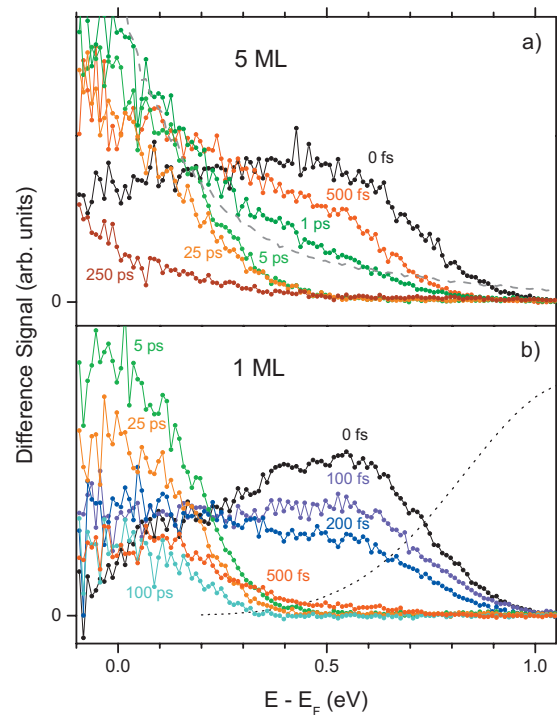 a)
5 ML
0 fs
500 fs
1 ps
5 ps
25 ps
250 ps
0
b)
1 ML
5 ps
25 ps
0 fs
100 fs
200 fs
500 fs
100 ps
0
0.0 0.5 1.0
E - E_F (eV)
Difference Signal (arb. units)